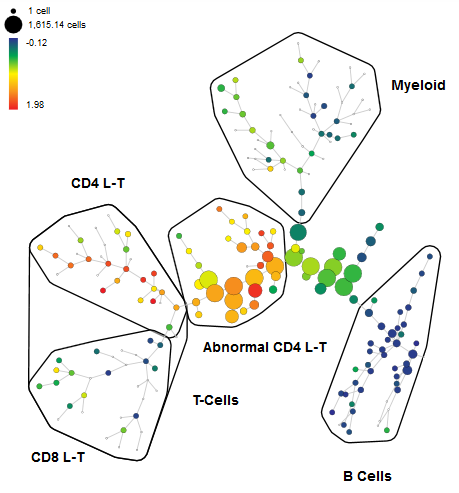 1 cell
1,615.14 cells
-0.12
1.98
Myeloid
CD4 L-T
Abnormal CD4 L-T
T-Cells
CD8 L-T
B Cells